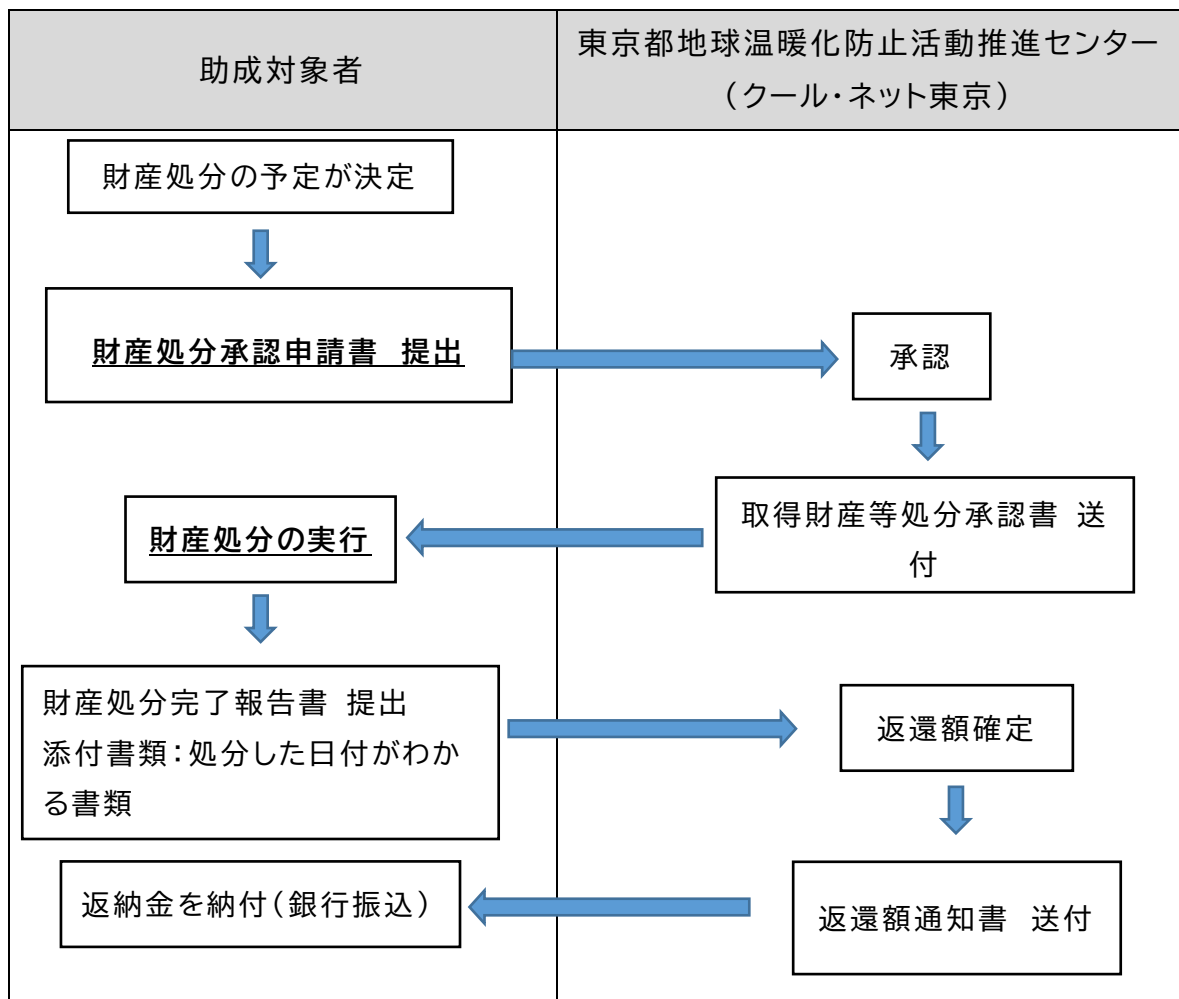 助成対象者
東京都地球温暖化防止活動推進センター
（クール・ネット東京）
財産処分の予定が決定
財産処分承認申請書　提出
承認
取得財産等処分承認書　送
付
財産処分の実行
財産処分完了報告書　提出
添付書類：処分した日付がわか
る書類
返還額確定
返還額通知書　送付
返納金を納付（銀行振込）